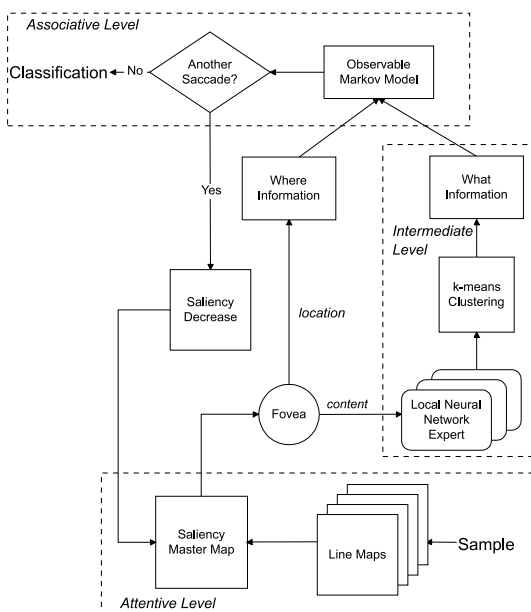 Associative Level
Classification
No
Another
Saccade?
Observable
Markov Model
Yes
Where
Information
What
Information
Intermediate
Level
Saliency
Decrease
location
k-means
Clustering
Fovea
content
Local Neural
Network
Expert
Saliency
Master Map
Line Maps
Sample
Attentive Level